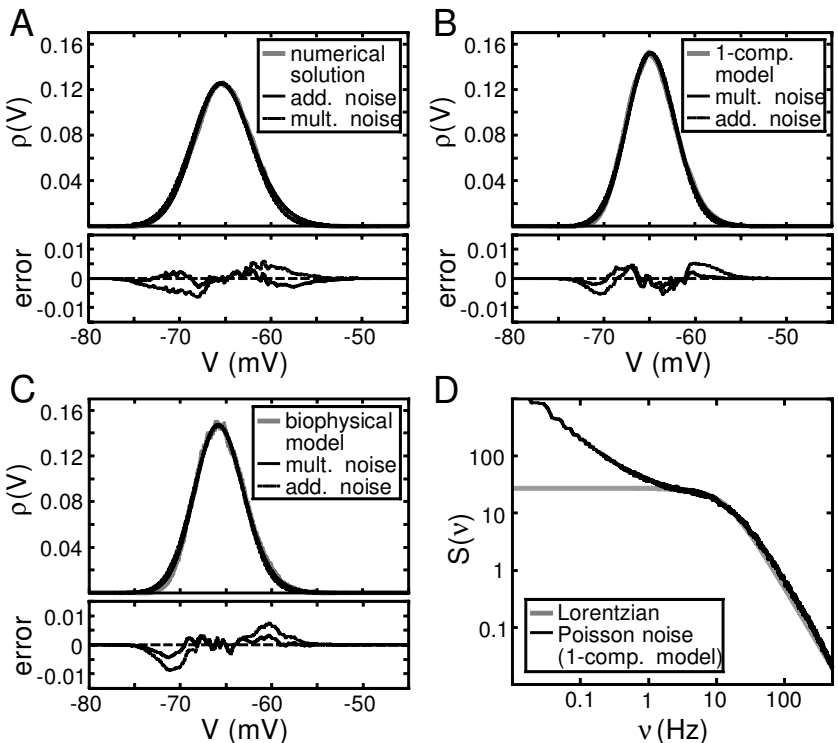 A
0.16
0.12
0.08
0.04
ρ(V)
numerical
solution
add. noise
mult. noise
0.01
0
-0.01
error
-80 -70 -60 -50
V (mV)
B
0.16
0.12
0.08
0.04
ρ(V)
1-comp.
model
mult. noise
add. noise
0.01
0
-0.01
error
-80 -70 -60 -50
V (mV)
C
0.16
0.12
0.08
0.04
ρ(V)
biophysical
model
mult. noise
add. noise
0.01
0
-0.01
error
-80 -70 -60 -50
V (mV)
D
100
10
1
0.1
S(ν)
Lorentzian
Poisson noise
(1-comp. model)
0.1 1 10 100
ν (Hz)